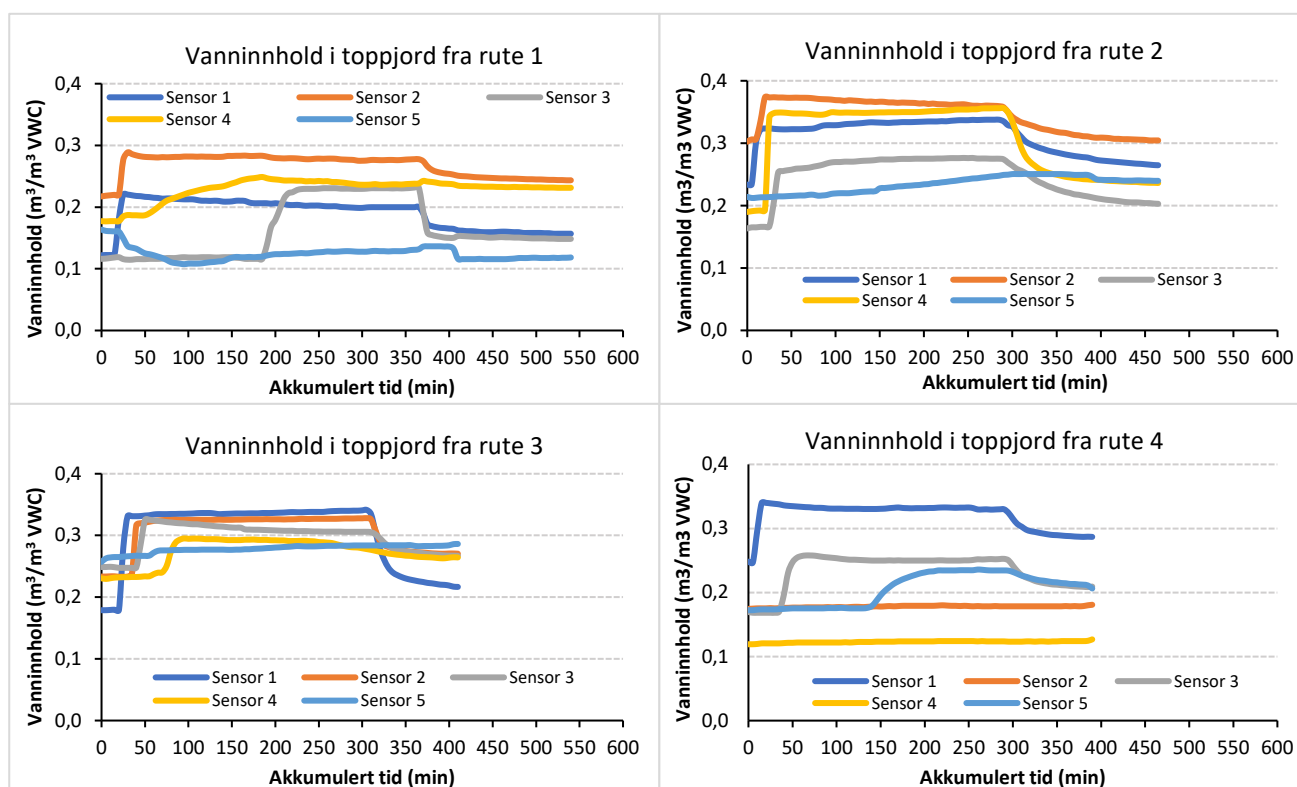 Vanninnhold i toppjord fra rute 1
Vanninnhold (m³/m³ VWC)
0,4
0,3
0,2
0,1
0,0
Sensor 1 Sensor 2 Sensor 3
Sensor 4 Sensor 5
0 50 100 150 200 250 300 350 400 450 500 550 600
Akkumulert tid (min)
Vanninnhold i toppjord fra rute 2
Vanninnhold (m3/m3 VWC)
0,4
0,3
0,2
0,1
0,0
Sensor 1 Sensor 2 Sensor 3
Sensor 4 Sensor 5
0 50 100 150 200 250 300 350 400 450 500 550 600
Akkumulert tid (min)
Vanninnhold i toppjord fra rute 3
Vanninnhold (m³/m³ VWC)
0,4
0,3
0,2
0,1
0,0
Sensor 1 Sensor 2 Sensor 3
Sensor 4 Sensor 5
0 50 100 150 200 250 300 350 400 450 500 550 600
Akkumulert tid (min)
Vanninnhold i toppjord fra rute 4
Vanninnhold (m3/m3 VWC)
0,4
0,3
0,2
0,1
0,0
Sensor 1 Sensor 2 Sensor 3
Sensor 4 Sensor 5
0 50 100 150 200 250 300 350 400 450 500 550 600
Akkumulert tid (min)